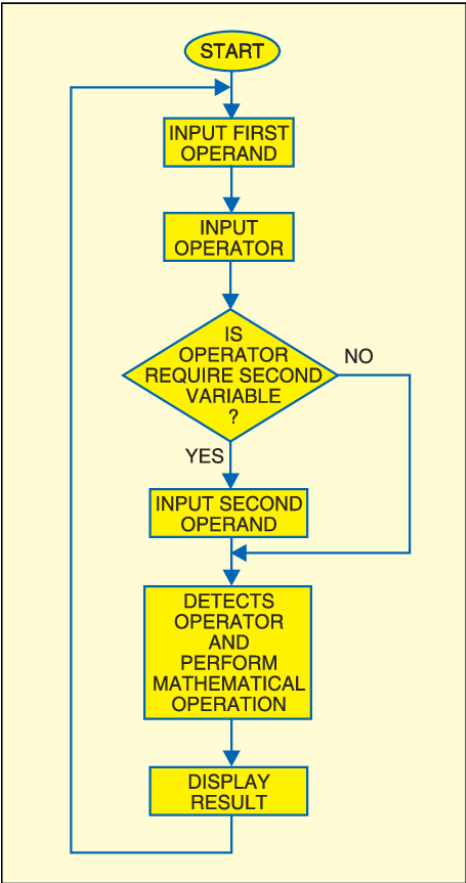 START
INPUT FIRST
OPERAND
INPUT
OPERATOR
IS
OPERATOR
REQUIRE SECOND
VARIABLE
?
NO
YES
INPUT SECOND
OPERAND
DETECTS
OPERATOR
AND
PERFORM
MATHEMATICAL
OPERATION
DISPLAY
RESULT